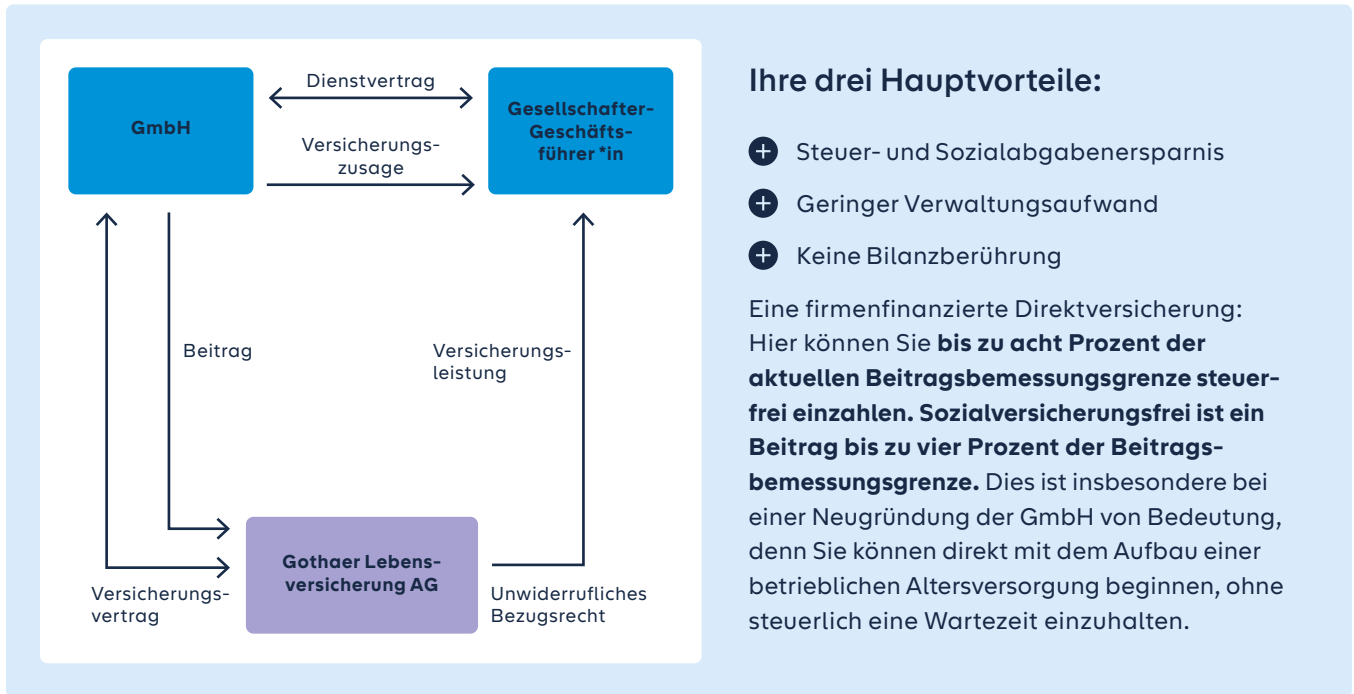 GmbH
Dienstvertrag
Versicherungs-
zusage
Gesellschafter-
Geschäfts-
führer *in
Beitrag
Versicherungs-
leistung
Versicherungs-
vertrag
Gothaer Lebens-
versicherung AG
Unwiderrufliches
Bezugsrecht
Ihre drei Hauptvorteile:
Steuer- und Sozialabgabenersparnis
Geringer Verwaltungsaufwand
Keine Bilanzberührung
Eine firmenfinanzierte Direktversicherung:
Hier können Sie bis zu acht Prozent der
aktuellen Beitragsbemessungsgrenze steuer-
frei einzahlen. Sozialversicherungsfrei ist ein
Beitrag bis zu vier Prozent der Beitrags-
bemessungsgrenze. Dies ist insbesondere bei
einer Neugründung der GmbH von Bedeutung,
denn Sie können direkt mit dem Aufbau einer
betrieblichen Altersversorgung beginnen, ohne
steuerlich eine Wartezeit einzuhalten.